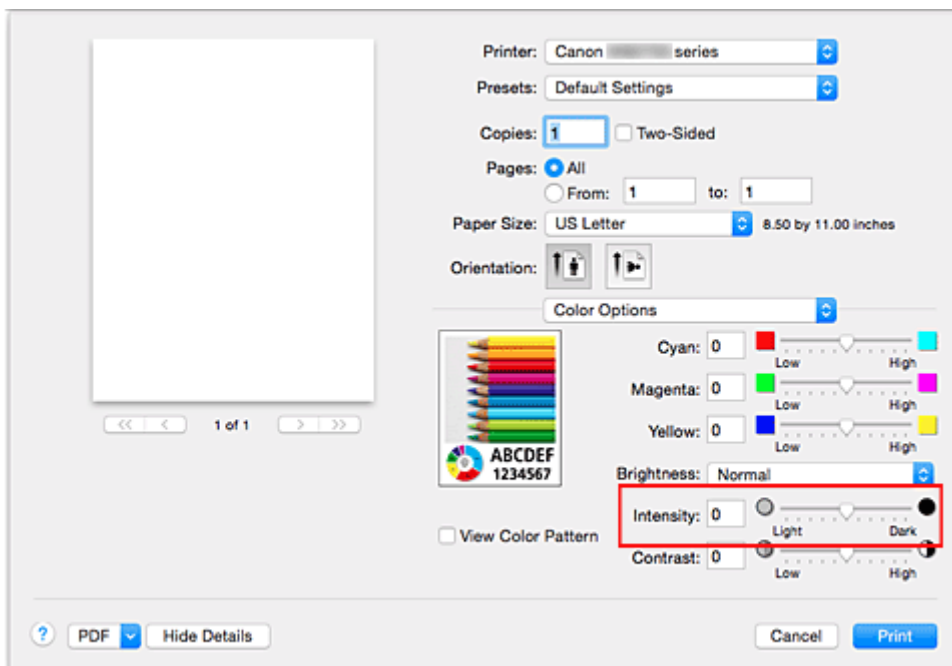 Printer: Canon series
Presets: Default Settings
Copies: 1 Two-Sided
Pages: All
From: 1 to: 1
Paper Size: US Letter 8.50 by 11.00 inches
Orientation:
Color Options
Cyan: 0
Low High
Magenta: 0
Low High
Yellow: 0
Low High
ABCDEF
1234567
Brightness: Normal
Intensity: 0
Light Dark
View Color Pattern
Contrast: 0
Low High
1 of 1
? PDF Hide Details Cancel Print